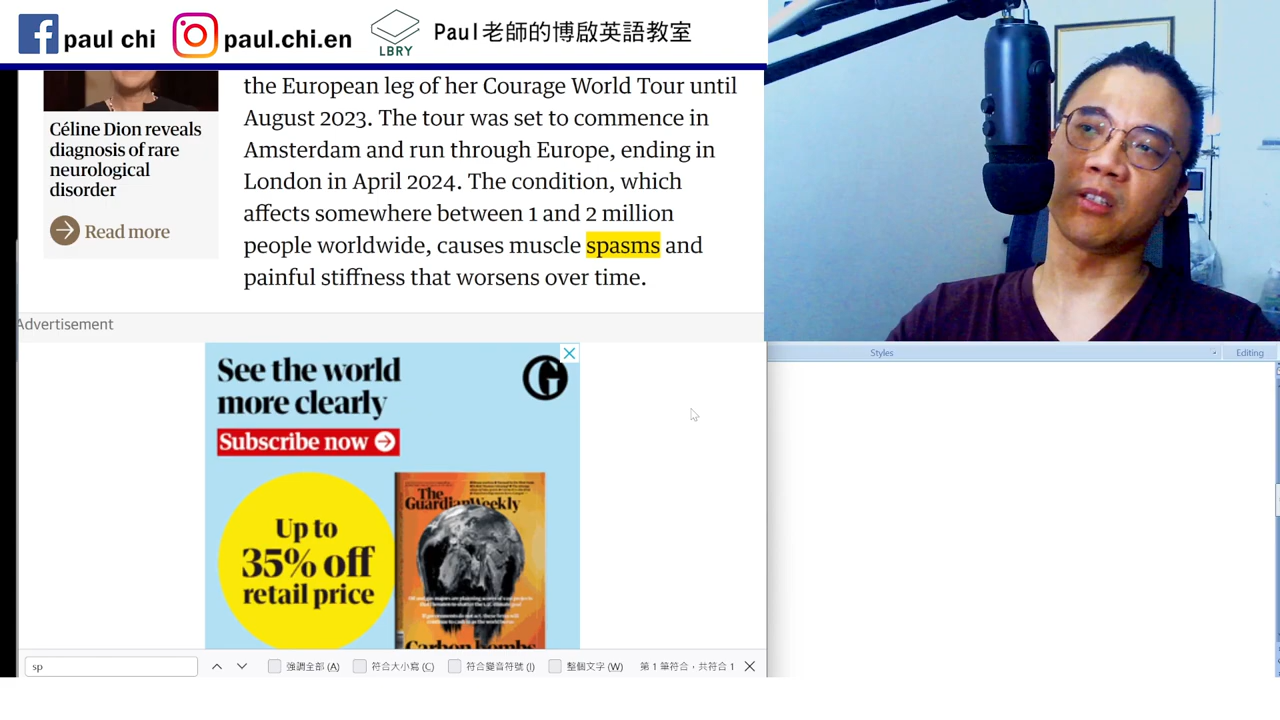 paul chi
paul.chi.en
LBRY
Paul老師的博啟英語教室
the European leg of her Courage World Tour until
August 2023. The tour was set to commence in
Amsterdam and run through Europe, ending in
London in April 2024. The condition, which
affects somewhere between 1 and 2 million
people worldwide, causes muscle spasms and
painful stiffness that worsens over time.
Céline Dion reveals
diagnosis of rare
neurological
disorder
Read more
Advertisement
See the world
more clearly
Subscribe now
Up to
35% off
retail price
The
Guardian Weekly
Carbon bombs
Styles
Editing
sp
強調全部 (A)
符合大小寫 (C)
符合變音符號 (I)
整個文字 (W)
第 1 筆符合，共符合 1